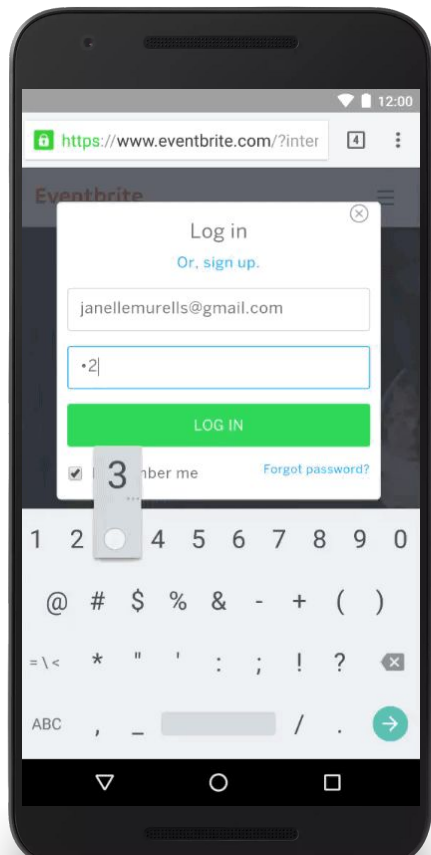 12:00
https://www.eventbrite.com/?inter 4
Eventbrite
Log in
Or, sign up.
janellemurells@gmail.com
•2
LOG IN
3
mber me Forgot password?
1 2 4 5 6 7 8 9 0
@ # $ % & - + ( )
= \ < * " ' : ; ! ?
ABC , _ / .